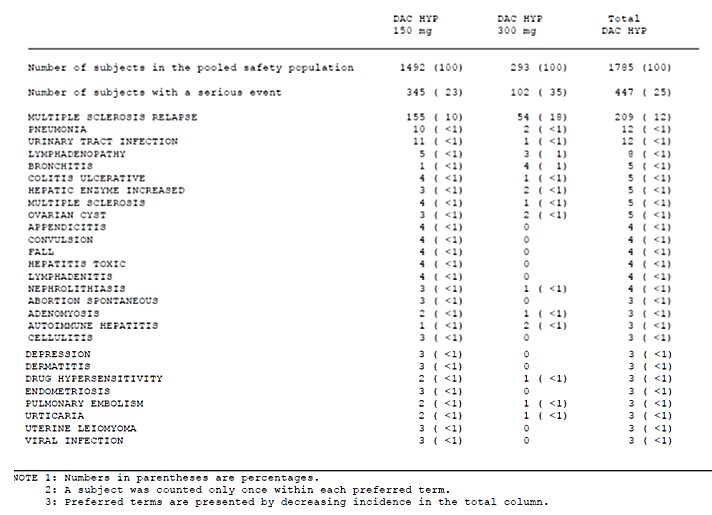 DAC HYP DAC HYP Total
150 mg 300 mg DAC HYP
Number of subjects in the pooled safety population 1492 (100) 293 (100) 1785 (100)
Number of subjects with a serious event 345 ( 23) 102 ( 35) 447 ( 25)
MULTIPLE SCLEROSIS RELAPSE 155 ( 10) 54 ( 18) 209 ( 12)
PNEUMONIA 10 ( <1) 2 ( <1) 12 ( <1)
URINARY TRACT INFECTION 11 ( <1) 1 ( <1) 12 ( <1)
LYMPHADENOPATHY 5 ( <1) 3 ( 1) 8 ( <1)
BRONCHITIS 1 ( <1) 4 ( 1) 5 ( <1)
COLITIS ULCERATIVE 4 ( <1) 1 ( <1) 5 ( <1)
HEPATIC ENZYME INCREASED 3 ( <1) 2 ( <1) 5 ( <1)
MULTIPLE SCLEROSIS 4 ( <1) 1 ( <1) 5 ( <1)
OVARIAN CYST 3 ( <1) 2 ( <1) 5 ( <1)
APPENDICITIS 4 ( <1) 0 4 ( <1)
CONVULSION 4 ( <1) 0 4 ( <1)
FALL 4 ( <1) 0 4 ( <1)
HEPATITIS TOXIC 4 ( <1) 0 4 ( <1)
LYMPHADENITIS 4 ( <1) 0 4 ( <1)
NEPHROLITHIASIS 3 ( <1) 1 ( <1) 4 ( <1)
ABORTION SPONTANEOUS 3 ( <1) 0 3 ( <1)
ADENOMYOSIS 2 ( <1) 1 ( <1) 3 ( <1)
AUTOIMMUNE HEPATITIS 1 ( <1) 2 ( <1) 3 ( <1)
CELLULITIS 3 ( <1) 0 3 ( <1)
DEPRESSION 3 ( <1) 0 3 ( <1)
DERMATITIS 3 ( <1) 0 3 ( <1)
DRUG HYPERSENSITIVITY 2 ( <1) 1 ( <1) 3 ( <1)
ENDOMETRIOSIS 3 ( <1) 0 3 ( <1)
PULMONARY EMBOLISM 2 ( <1) 1 ( <1) 3 ( <1)
URTICARIA 2 ( <1) 1 ( <1) 3 ( <1)
UTERINE LEIOMYOMA 3 ( <1) 0 3 ( <1)
VIRAL INFECTION 3 ( <1) 0 3 ( <1)
NOTE 1: Numbers in parentheses are percentages.
2: A subject was counted only once within each preferred term.
3: Preferred terms are presented by decreasing incidence in the total column.